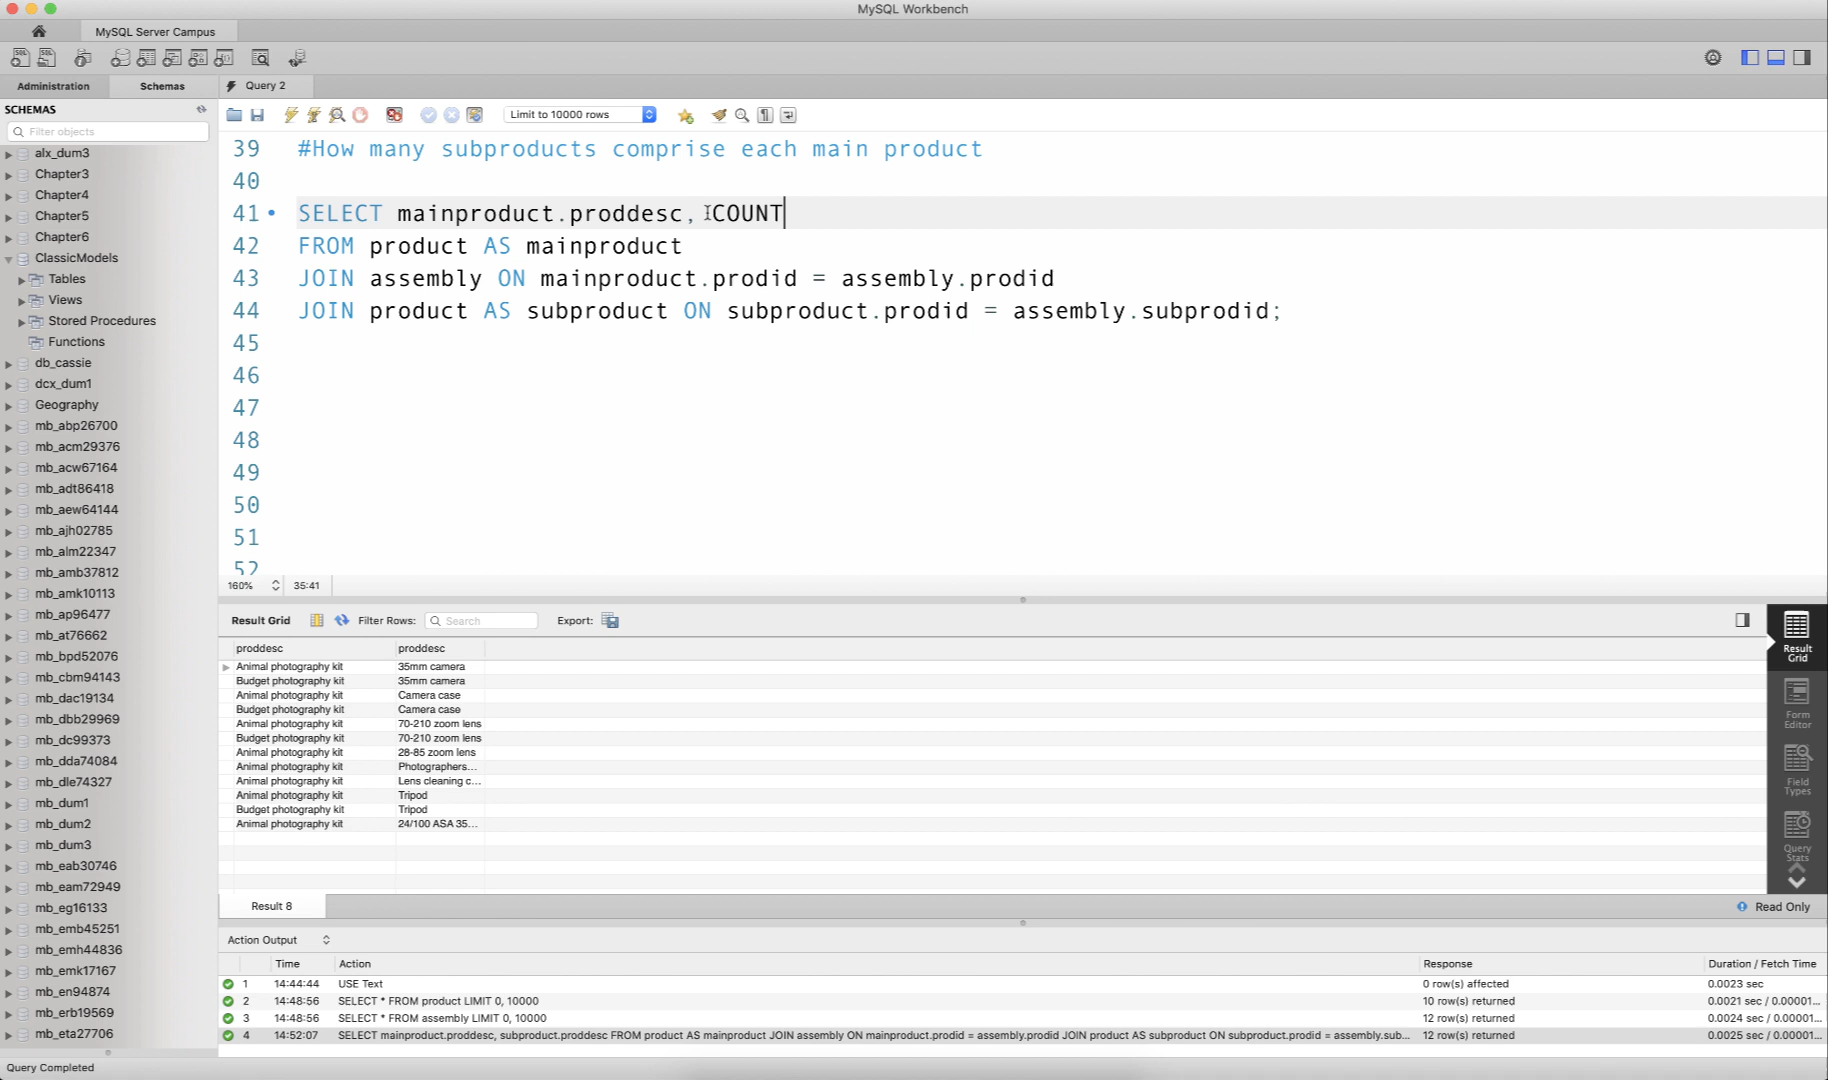 MySQL Workbench
MySQL Server Campus
Administration
Schemas
Query 2
SCHEMAS
Filter objects
alx_dum3
Chapter3
Chapter4
Chapter5
Chapter6
ClassicModels
Tables
Views
Stored Procedures
Functions
db_cassie
dcx_dum1
Geography
mb_abp26700
mb_acm29376
mb_acw67164
mb_adt86418
mb_aew64144
mb_ajh02785
mb_alm22347
mb_amb37812
mb_amk10113
mb_ap96477
mb_at76662
mb_bpd52076
mb_cbm94143
mb_dac19134
mb_dbb29969
mb_dc99373
mb_dda74084
mb_dle74327
mb_dum1
mb_dum2
mb_dum3
mb_eab30746
mb_eam72949
mb_eg16133
mb_emb45251
mb_emh44836
mb_emk17167
mb_en94874
mb_erb19569
mb_eta27706
Limit to 10000 rows
39 #How many subproducts comprise each main product
40
41 SELECT mainproduct.proddesc, COUNT
42 FROM product AS mainproduct
43 JOIN assembly ON mainproduct.prodid = assembly.prodid
44 JOIN product AS subproduct ON subproduct.prodid = assembly.subprodid;
45
46
47
48
49
50
51
52
160% 35:41
Result Grid Filter Rows: Search Export:
proddesc proddesc
Animal photography kit 35mm camera
Budget photography kit 35mm camera
Animal photography kit Camera case
Budget photography kit Camera case
Animal photography kit 70-210 zoom lens
Budget photography kit 70-210 zoom lens
Animal photography kit 28-85 zoom lens
Animal photography kit Photographers...
Animal photography kit Lens cleaning c...
Animal photography kit Tripod
Budget photography kit Tripod
Animal photography kit 24/100 ASA 35...
Result Grid
Form Editor
Field Types
Query Stats
Result 8
Read Only
Action Output
Time Action Response Duration / Fetch Time
1 14:44:44 USE Text 0 row(s) affected 0.0023 sec
2 14:48:56 SELECT * FROM product LIMIT 0, 10000 10 row(s) returned 0.0021 sec / 0.00001...
3 14:48:56 SELECT * FROM assembly LIMIT 0, 10000 12 row(s) returned 0.0024 sec / 0.00001...
4 14:52:07 SELECT mainproduct.proddesc, subproduct.proddesc FROM product AS mainproduct JOIN assembly ON mainproduct.prodid = assembly.prodid JOIN product AS subproduct ON subproduct.prodid = assembly.sub... 12 row(s) returned 0.0025 sec / 0.00001...
Query Completed